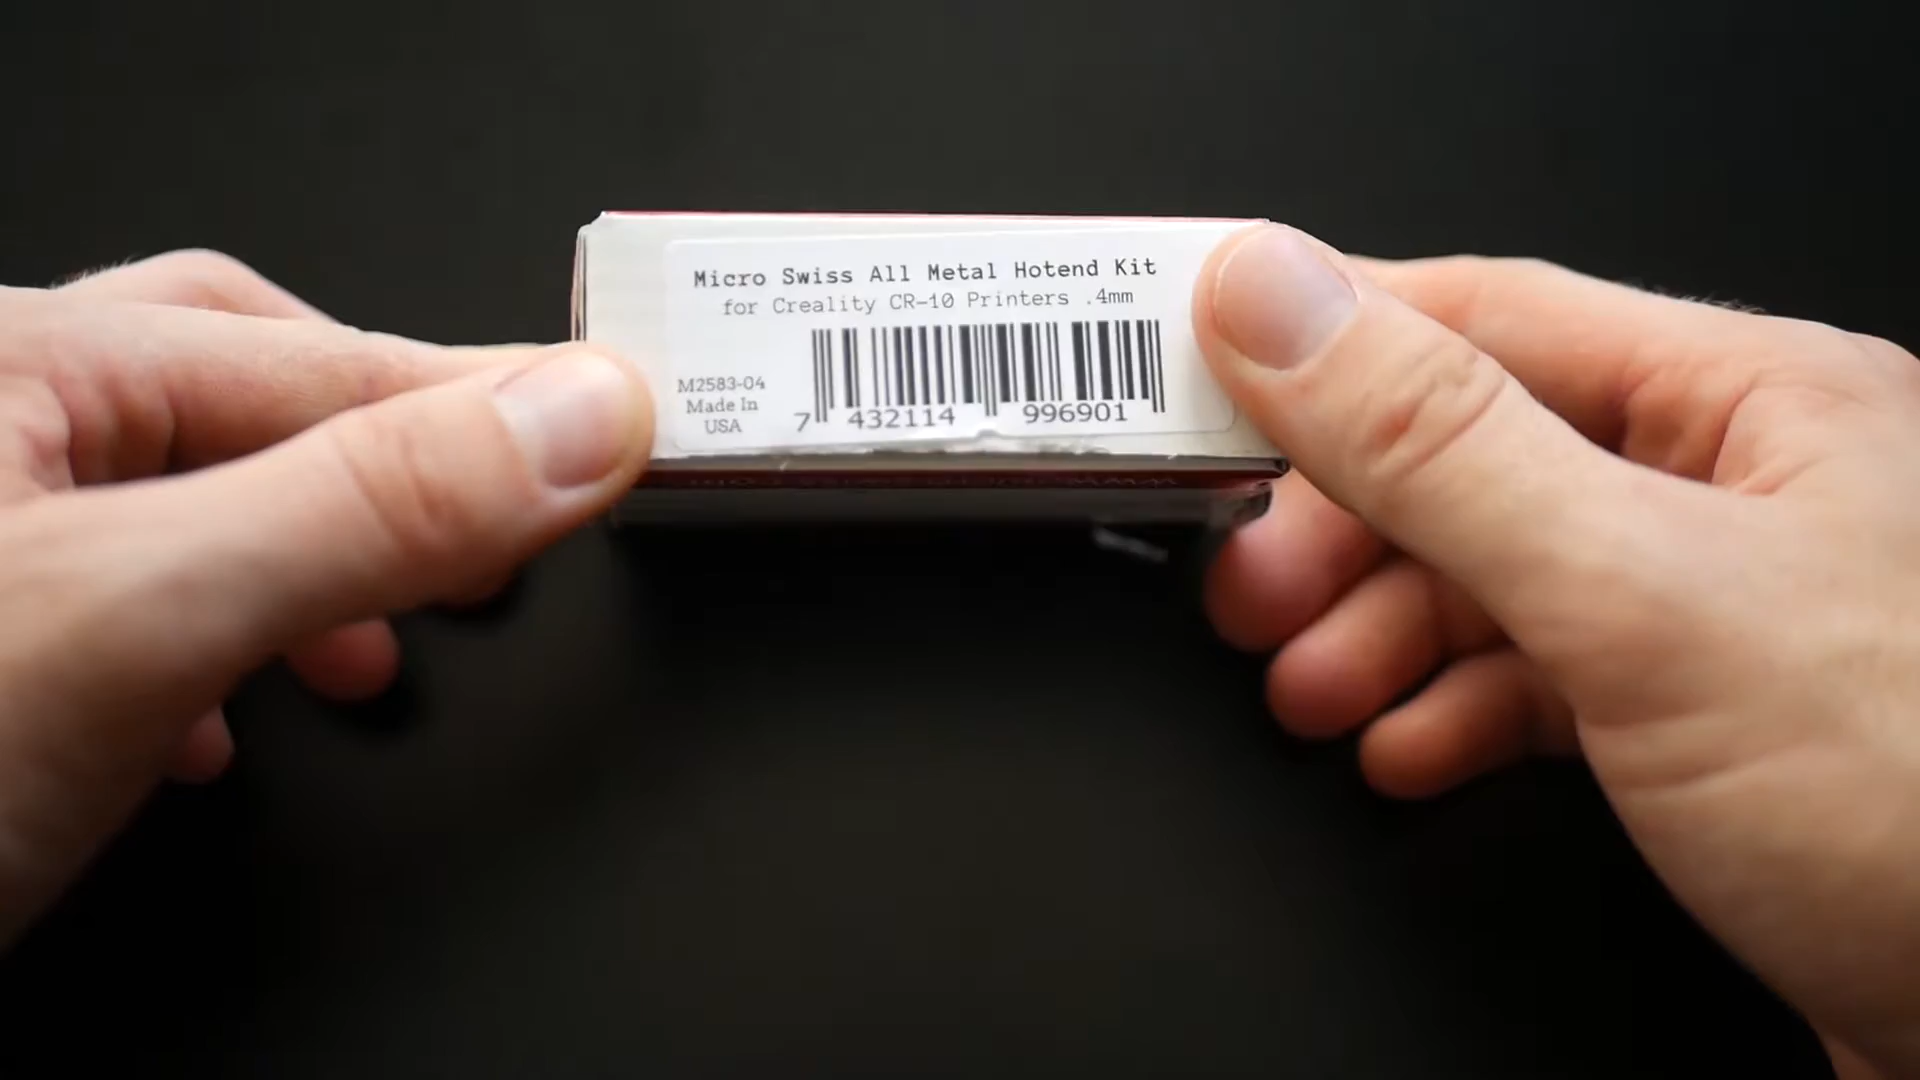 Micro Swiss All Metal Hotend Kit
for Creality CR-10 Printers .4mm
M2583-04
Made In
USA
7 432114 996901